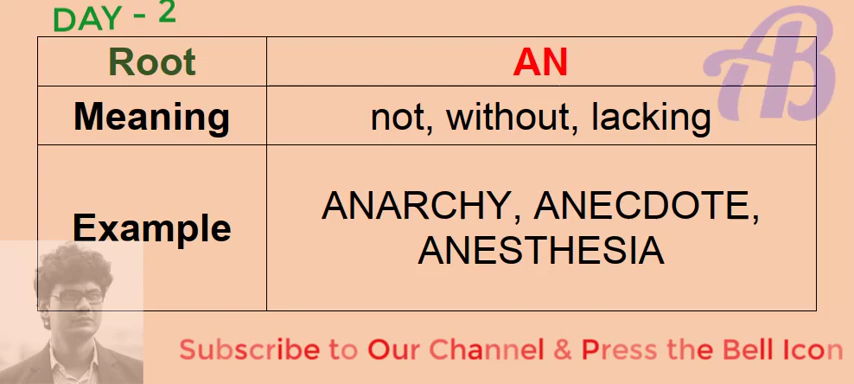 DAY - 2
Root AN
Meaning not, without, lacking
Example ANARCHY, ANECDOTE,
ANESTHESIA
Subscribe to Our Channel & Press the Bell Icon
AB